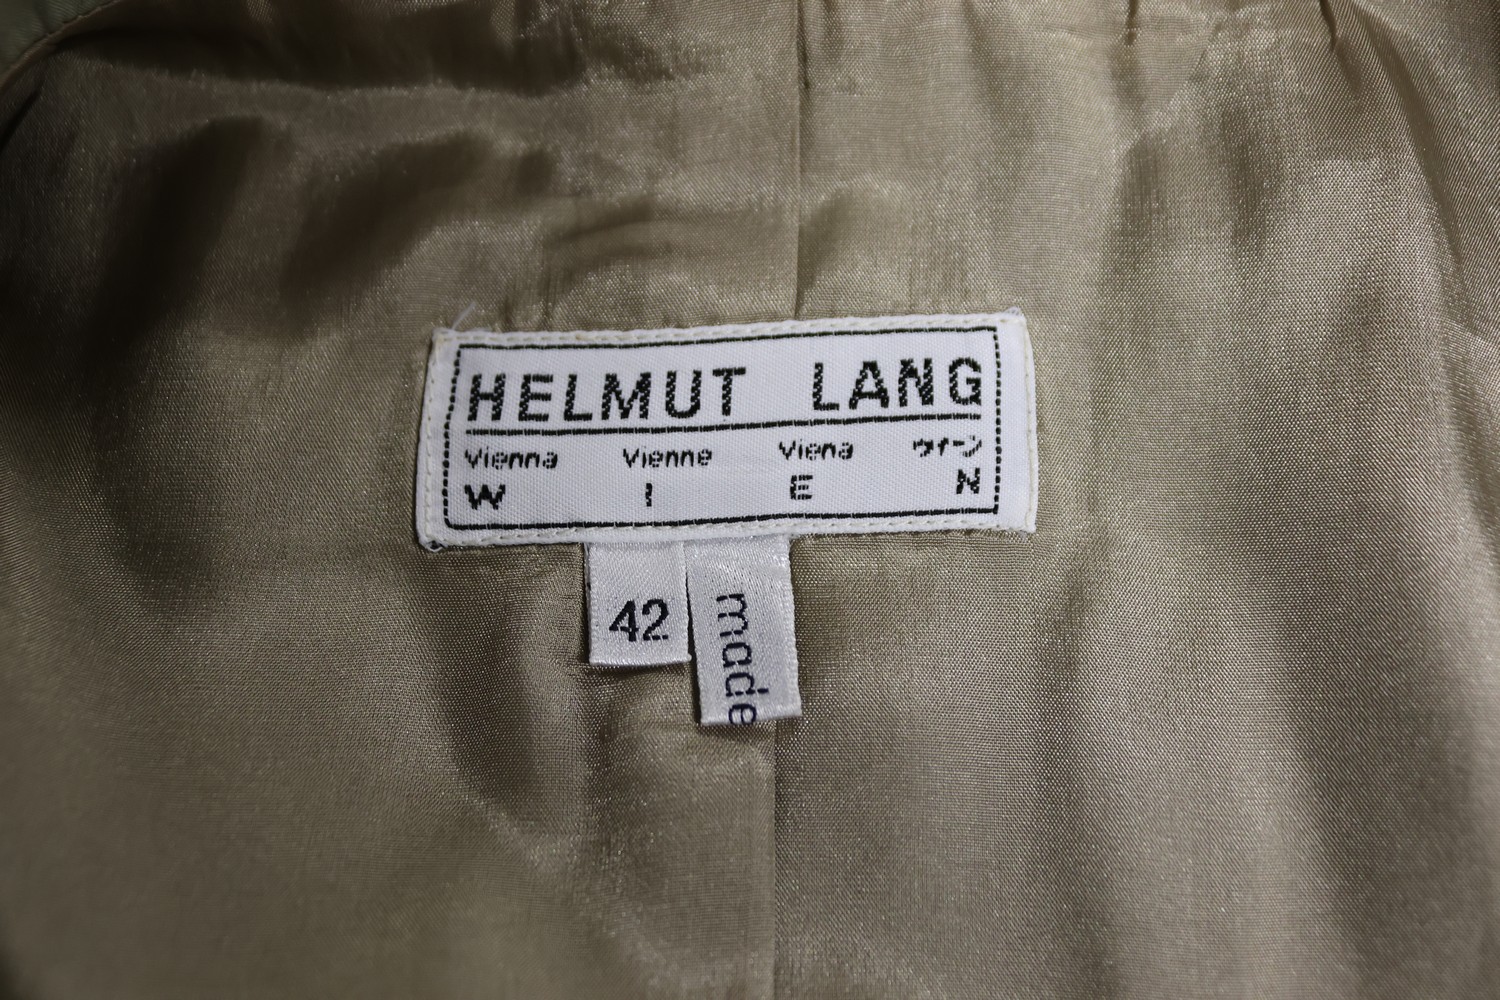 HELMUT LANG
Vienna Vienne Viena ウィーン
W I E N
42
made